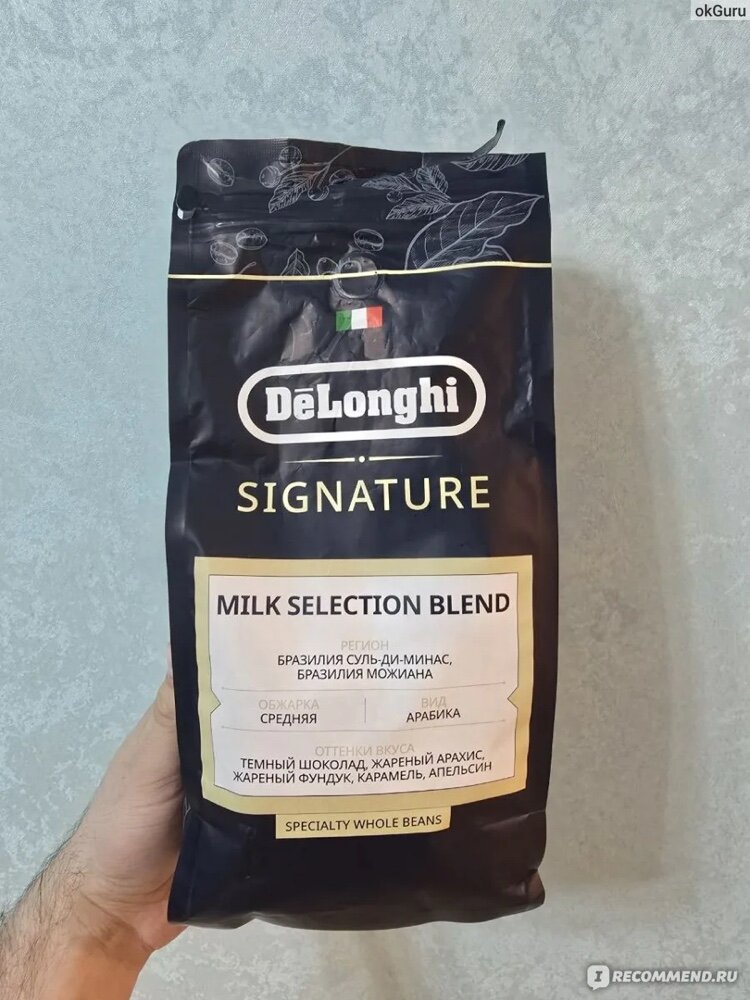 okGuru
DēLonghi
SIGNATURE
MILK SELECTION BLEND
РЕГИОН
БРАЗИЛИЯ СУЛЬ-ДИ-МИНАС,
БРАЗИЛИЯ МОЖИАНА
ОБЖАРКА
СРЕДНЯЯ
ВИД
АРАБИКА
ОТТЕНКИ ВКУСА
ТЕМНЫЙ ШОКОЛАД, ЖАРЕНЫЙ АРАХИС,
ЖАРЕНЫЙ ФУНДУК, КАРАМЕЛЬ, АПЕЛЬСИН
SPECIALTY WHOLE BEANS
IRECOMMEND.RU